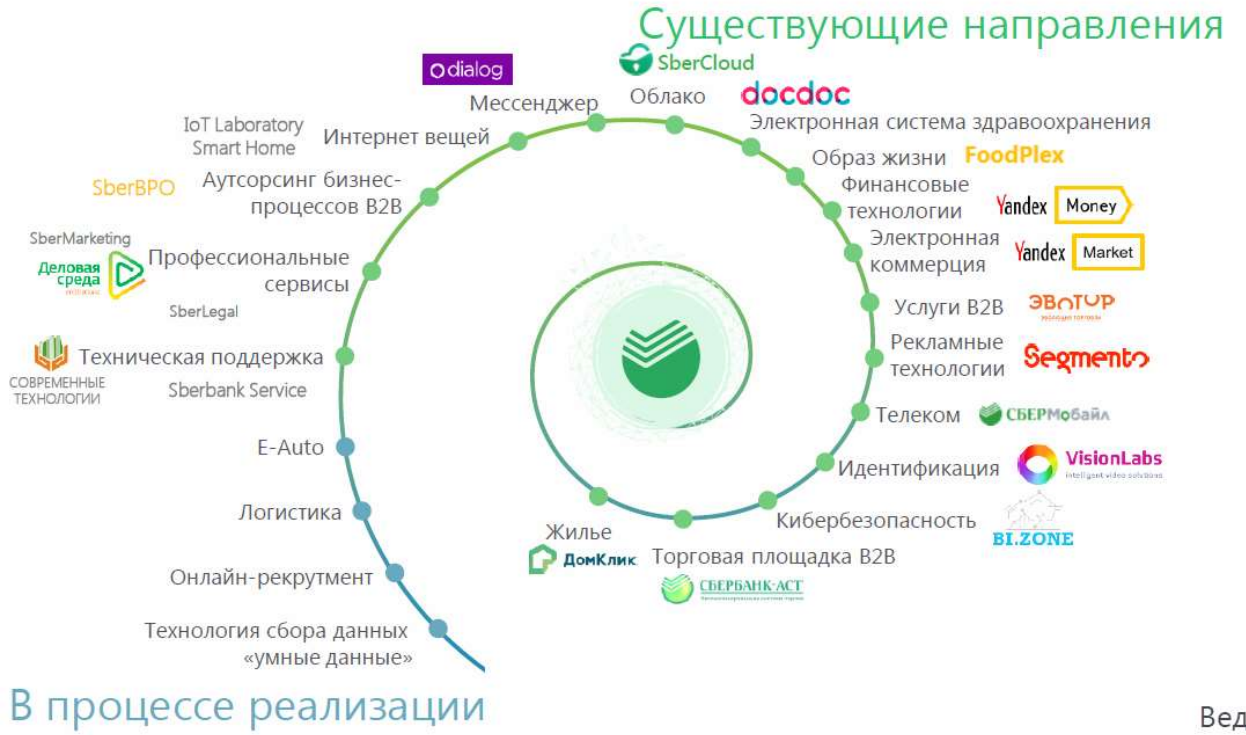 Существующие направления
dialog
SberCloud
Мессенджер
Облако
docdoc
Электронная система здравоохранения
IoT Laboratory
Smart Home
Интернет вещей
Образ жизни
FoodPlex
SberBPO
Аутсорсинг бизнес-
процессов B2B
Финансовые
технологии
Yandex Money
SberMarketing
Деловая
среда
Профессиональные
сервисы
SberLegal
Электронная
коммерция
Yandex Market
Услуги B2B
ЭВОТОР
СОВРЕМЕННЫЕ
ТЕХНОЛОГИИ
Техническая поддержка
Sberbank Service
Рекламные
технологии
Segmento
Телеком
СБЕРМобайл
E-Auto
Идентификация
VisionLabs
intelligent video solutions
Логистика
Кибербезопасность
BI.ZONE
Жилье
ДомКлик
Торговая площадка B2B
СБЕРБАНК-АСТ
Онлайн-рекрутмент
Технология сбора данных
«умные данные»
В процессе реализации
Вед